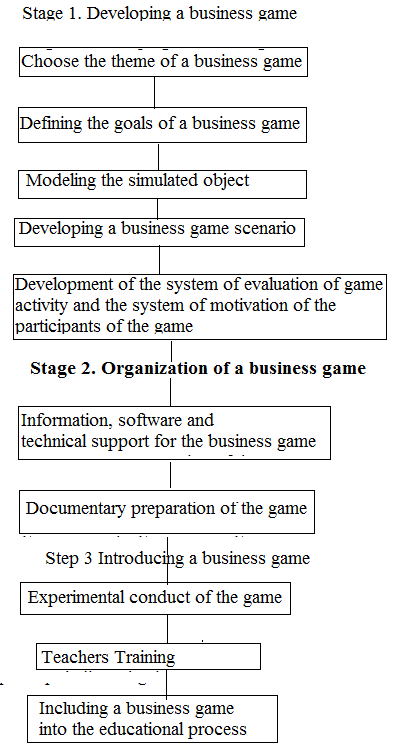 Stage 1. Developing a business game
Choose the theme of a business game
Defining the goals of a business game
Modeling the simulated object
Developing a business game scenario
Development of the system of evaluation of game
activity and the system of motivation of the
participants of the game
Stage 2. Organization of a business game
Information, software and
technical support for the business game
Documentary preparation of the game
Step 3 Introducing a business game
Experimental conduct of the game
Teachers Training
Including a business game
into the educational process